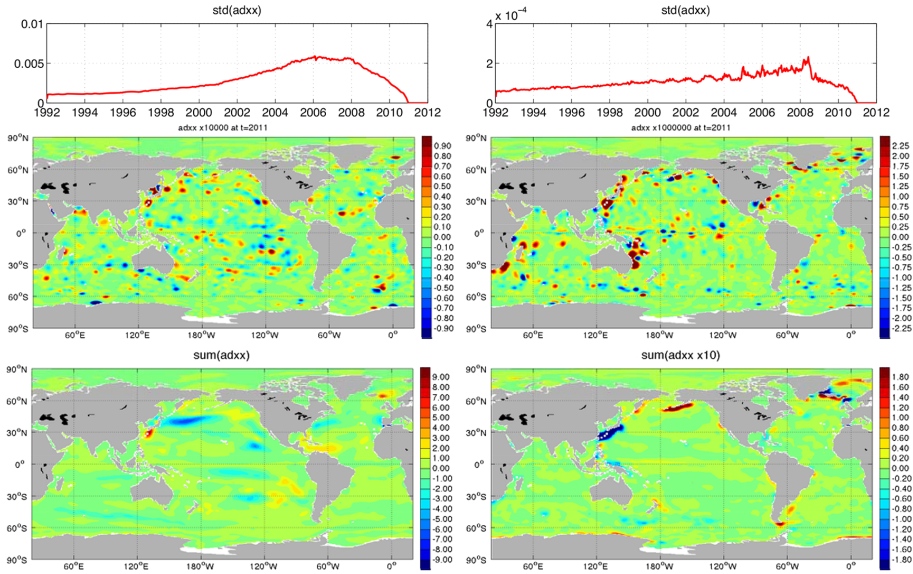 std(adxx)
0.01
0.005
0
1992 1994 1996 1998 2000 2002 2004 2006 2008 2010 2012
adxx x10000 at t=2011
90°N
60°N
30°N
0°
30°S
60°S
90°S
60°E 120°E 180°W 120°W 60°W 0°
0.90
0.80
0.70
0.60
0.50
0.40
0.30
0.20
0.10
0.00
-0.10
-0.20
-0.30
-0.40
-0.50
-0.60
-0.70
-0.80
-0.90
sum(adxx)
90°N
60°N
30°N
0°
30°S
60°S
90°S
60°E 120°E 180°W 120°W 60°W 0°
9.00
8.00
7.00
6.00
5.00
4.00
3.00
2.00
1.00
0.00
-1.00
-2.00
-3.00
-4.00
-5.00
-6.00
-7.00
-8.00
-9.00
std(adxx)
x 10⁻⁴
4
2
0
1992 1994 1996 1998 2000 2002 2004 2006 2008 2010 2012
adxx x1000000 at t=2011
90°N
60°N
30°N
0°
30°S
60°S
90°S
60°E 120°E 180°W 120°W 60°W 0°
2.25
2.00
1.75
1.50
1.25
1.00
0.75
0.50
0.25
0.00
-0.25
-0.50
-0.75
-1.00
-1.25
-1.50
-1.75
-2.00
-2.25
sum(adxx x10)
90°N
60°N
30°N
0°
30°S
60°S
90°S
60°E 120°E 180°W 120°W 60°W 0°
1.80
1.60
1.40
1.20
1.00
0.80
0.60
0.40
0.20
0.00
-0.20
-0.40
-0.60
-0.80
-1.00
-1.20
-1.40
-1.60
-1.80